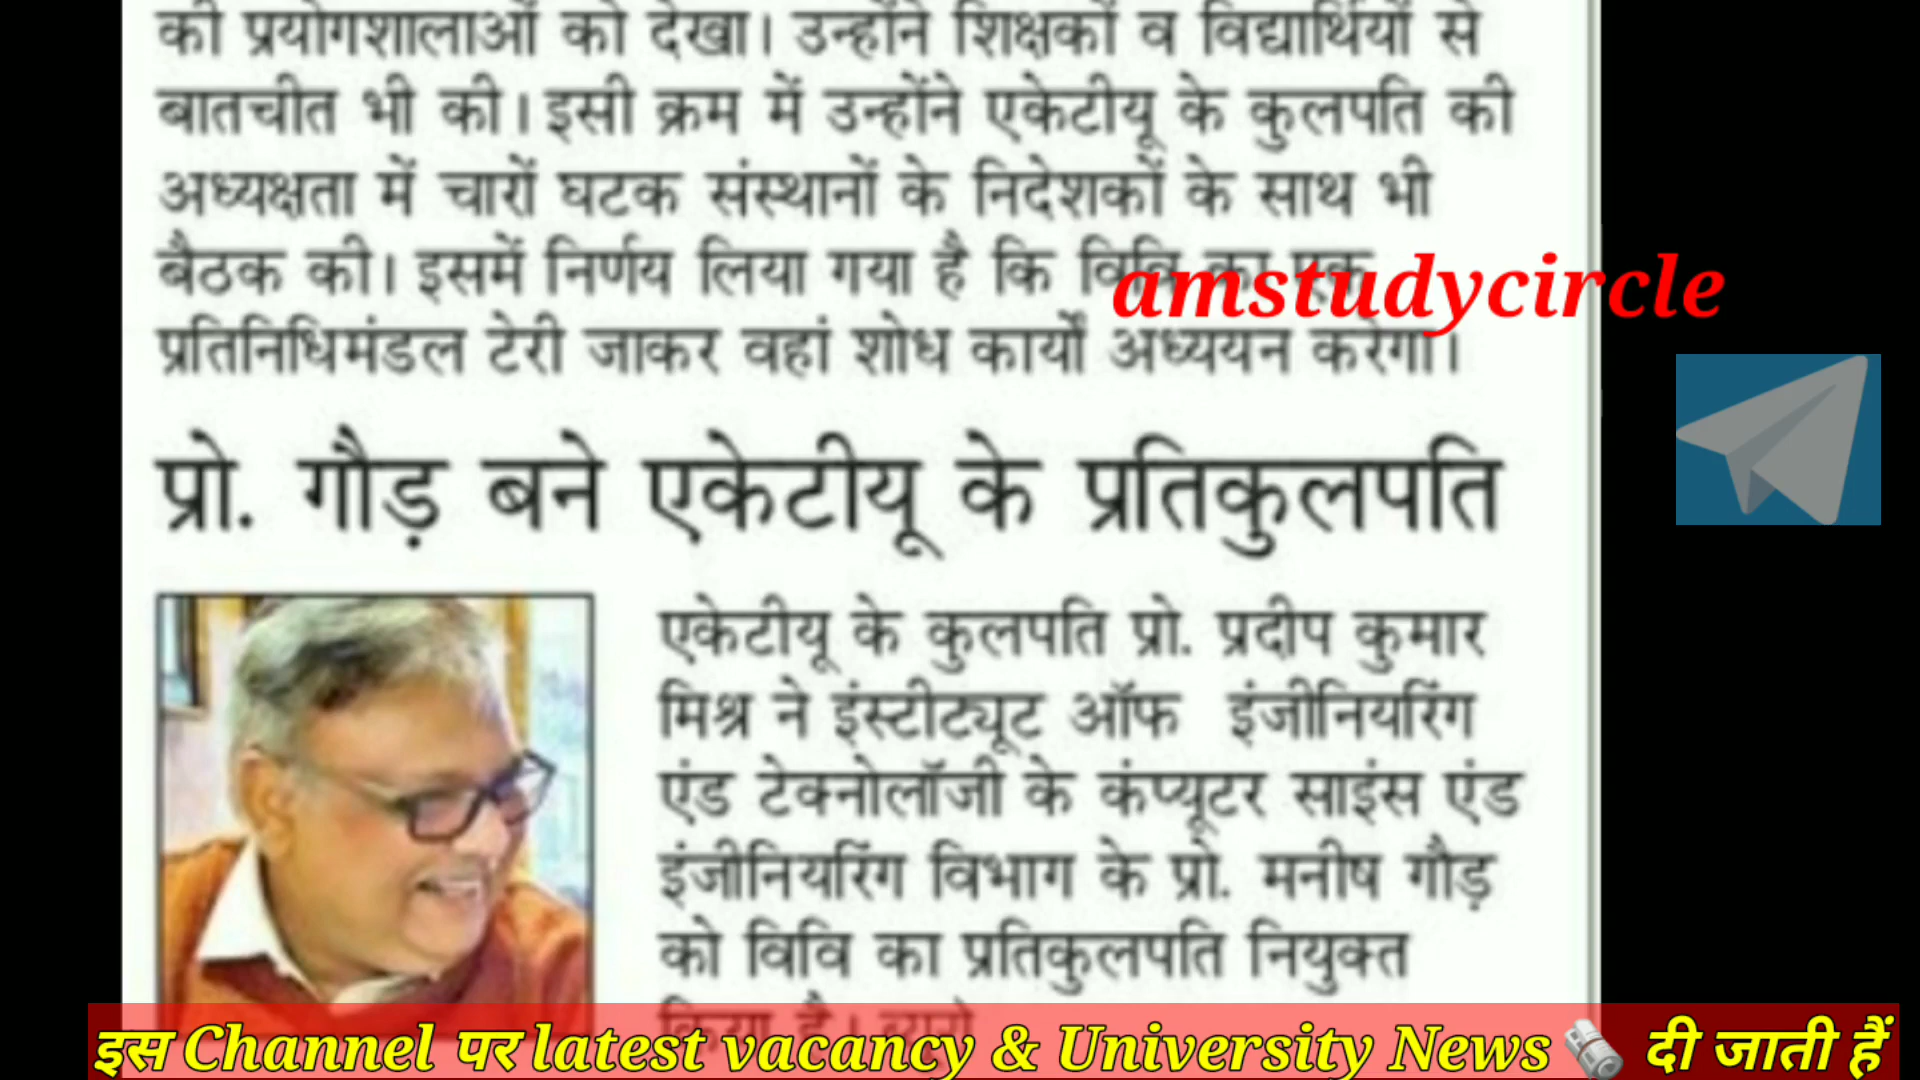 की प्रयोगशालाओं को देखा। उन्होंने शिक्षकों व विद्यार्थियों से
बातचीत भी की। इसी क्रम में उन्होंने एकेटीयू के कुलपति की
अध्यक्षता में चारों घटक संस्थानों के निदेशकों के साथ भी
बैठक की। इसमें निर्णय लिया गया है कि विवि का एक
amstudycircle
प्रतिनिधिमंडल टेरी जाकर वहां शोध कार्यों अध्ययन करेगा।
प्रो. गौड़ बने एकेटीयू के प्रतिकुलपति
एकेटीयू के कुलपति प्रो. प्रदीप कुमार
मिश्र ने इंस्टीट्यूट ऑफ इंजीनियरिंग
एंड टेक्नोलॉजी के कंप्यूटर साइंस एंड
इंजीनियरिंग विभाग के प्रो. मनीष गौड़
को विवि का प्रतिकुलपति नियुक्त
किया है। ब्यूरो
इस Channel पर latest vacancy & University News दी जाती हैं